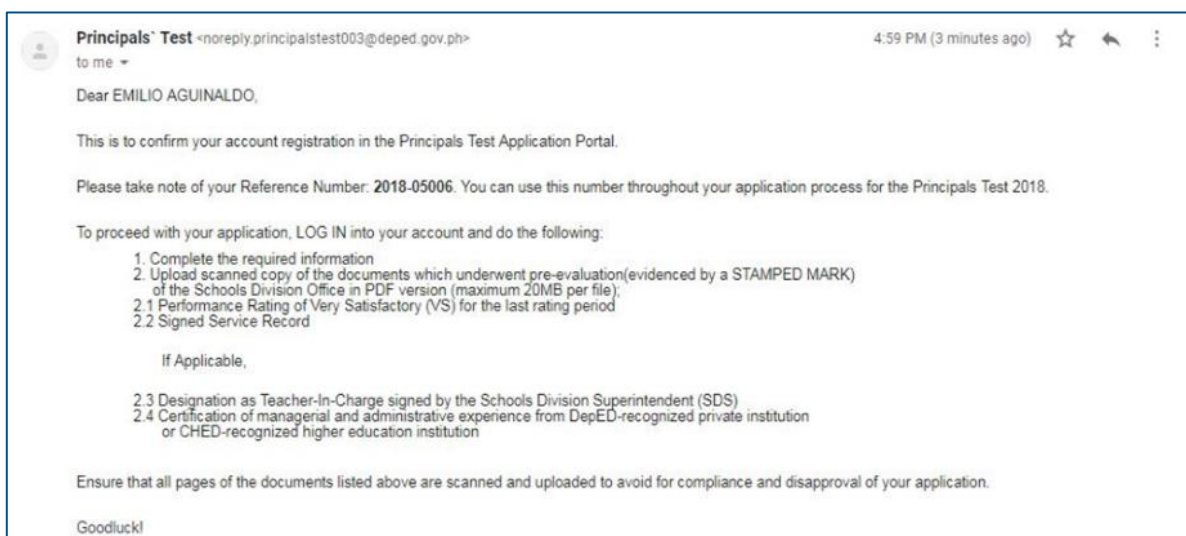 Principals` Test <noreply.principalstest003@deped.gov.ph>
4:59 PM (3 minutes ago)
to me
Dear EMILIO AGUINALDO,
This is to confirm your account registration in the Principals Test Application Portal.
Please take note of your Reference Number: 2018-05006. You can use this number throughout your application process for the Principals Test 2018.
To proceed with your application, LOG IN into your account and do the following:
1. Complete the required information
2. Upload scanned copy of the documents which underwent pre-evaluation(evidenced by a STAMPED MARK)
of the Schools Division Office in PDF version (maximum 20MB per file);
2.1 Performance Rating of Very Satisfactory (VS) for the last rating period
2.2 Signed Service Record
If Applicable,
2.3 Designation as Teacher-In-Charge signed by the Schools Division Superintendent (SDS)
2.4 Certification of managerial and administrative experience from DepED-recognized private institution
or CHED-recognized higher education institution
Ensure that all pages of the documents listed above are scanned and uploaded to avoid for compliance and disapproval of your application.
Goodluck!